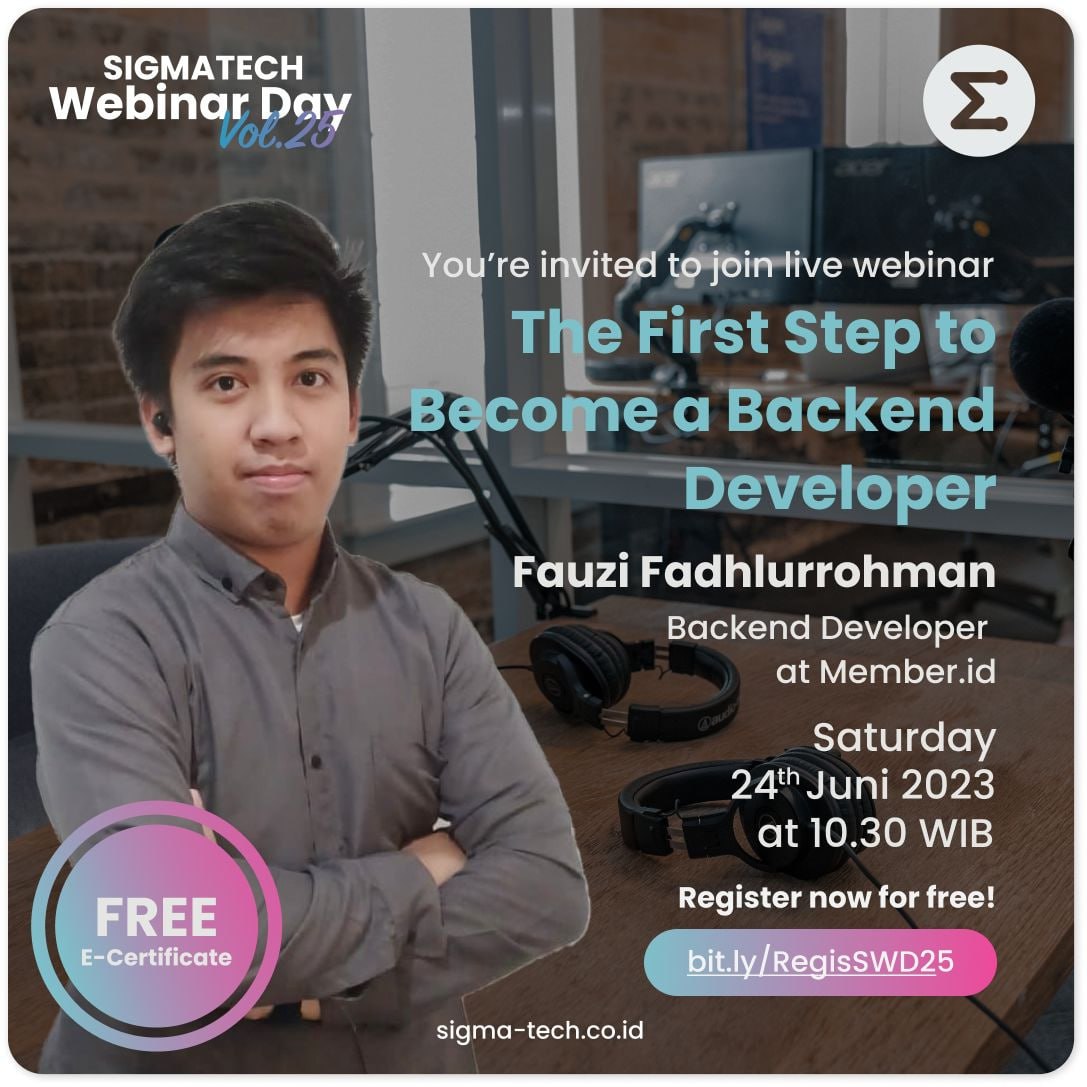 SIGMATECH
Webinar Day
Vol.25
acer
acer
You're invited to join live webinar
The First Step to
Become a Backend
Developer
Fauzi Fadhlurrohman
Backend Developer
at Member.id
Saturday
24th Juni 2023
at 10.30 WIB
Register now for free!
bit.ly/RegisSWD25
FREE
E-Certificate
sigma-tech.co.id